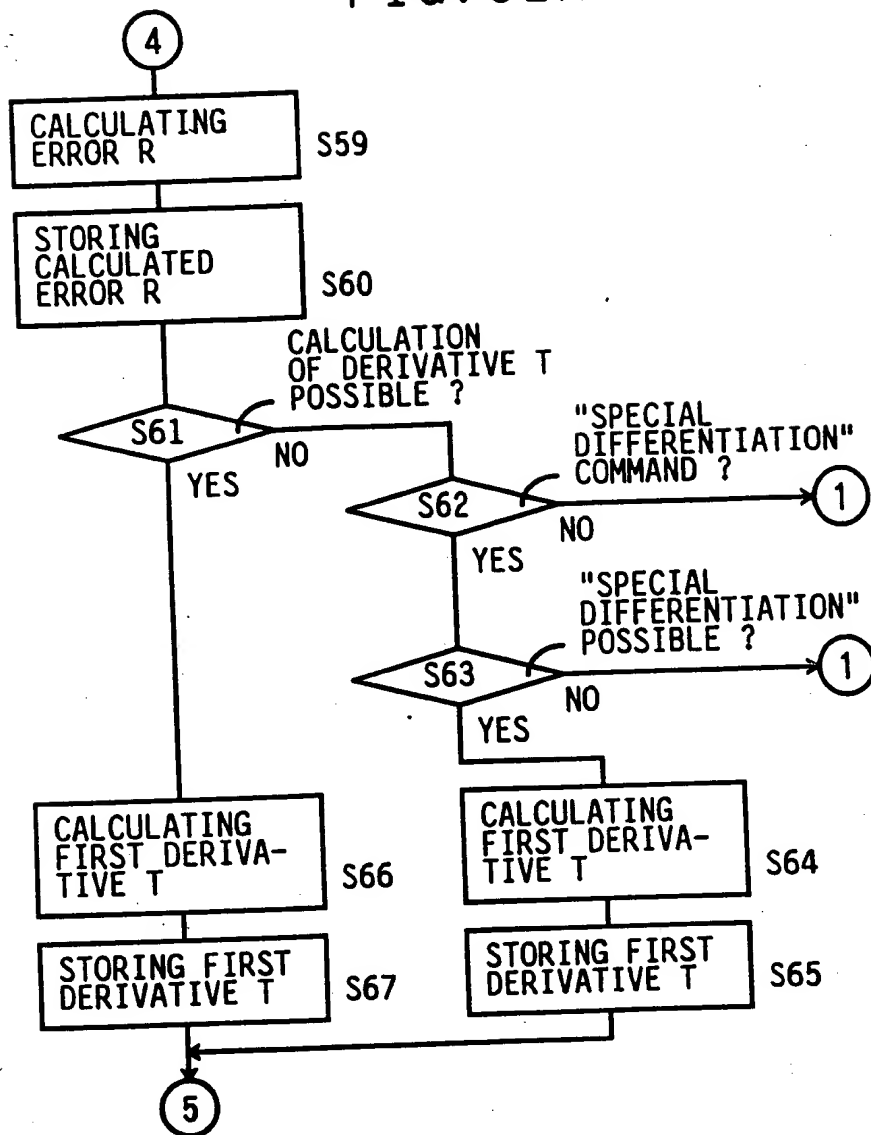 4
CALCULATING
ERROR R
S59
STORING
CALCULATED
ERROR R
S60
CALCULATION
OF DERIVATIVE T
POSSIBLE ?
S61
NO
YES
"SPECIAL
DIFFERENTIATION"
COMMAND ?
S62
NO
1
YES
"SPECIAL
DIFFERENTIATION"
POSSIBLE ?
S63
NO
1
YES
CALCULATING
FIRST DERIVA-
TIVE T
S66
CALCULATING
FIRST DERIVA-
TIVE T
S64
STORING FIRST
DERIVATIVE T
S67
STORING FIRST
DERIVATIVE T
S65
5